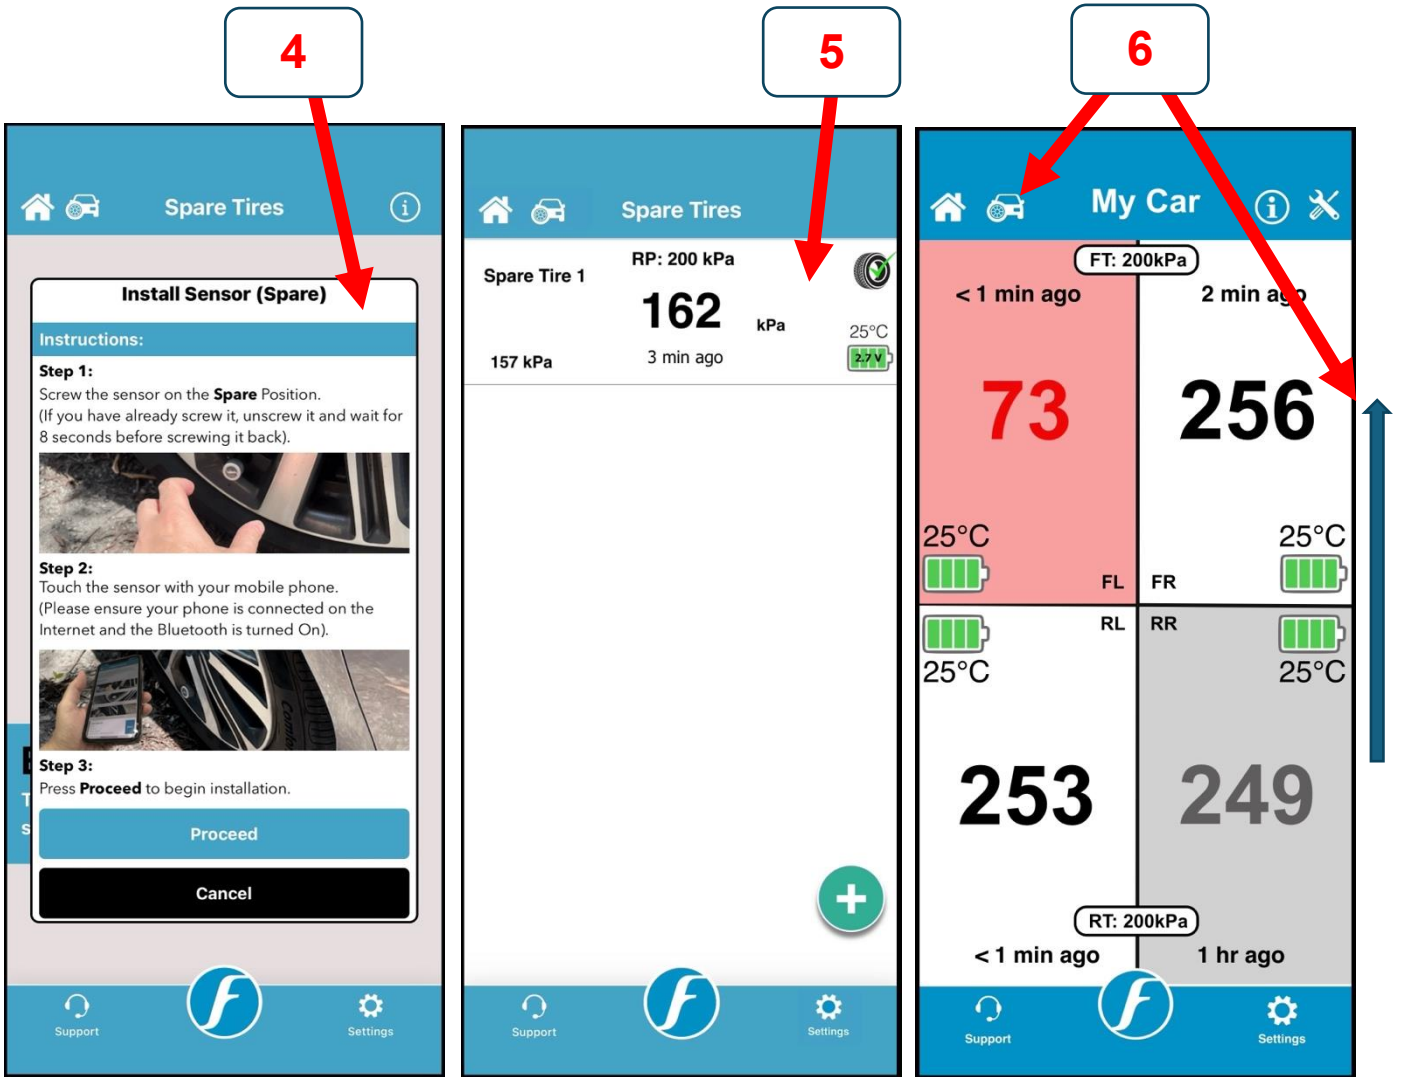 4
5
6
Spare Tires
i
Install Sensor (Spare)
Instructions:
Step 1:
Screw the sensor on the Spare Position.
(If you have already screw it, unscrew it and wait for
8 seconds before screwing it back).
Step 2:
Touch the sensor with your mobile phone.
(Please ensure your phone is connected on the
Internet and the Bluetooth is turned On).
Step 3:
Press Proceed to begin installation.
Proceed
Cancel
Support
Settings
Spare Tires
Spare Tire 1
RP: 200 kPa
162 kPa
25°C
157 kPa
3 min ago
2.7 V
+
Support
Settings
My Car
i
FT: 200kPa
< 1 min ago
2 min ago
73
256
25°C
25°C
FL
FR
RL
RR
25°C
25°C
253
249
RT: 200kPa
< 1 min ago
1 hr ago
Support
Settings